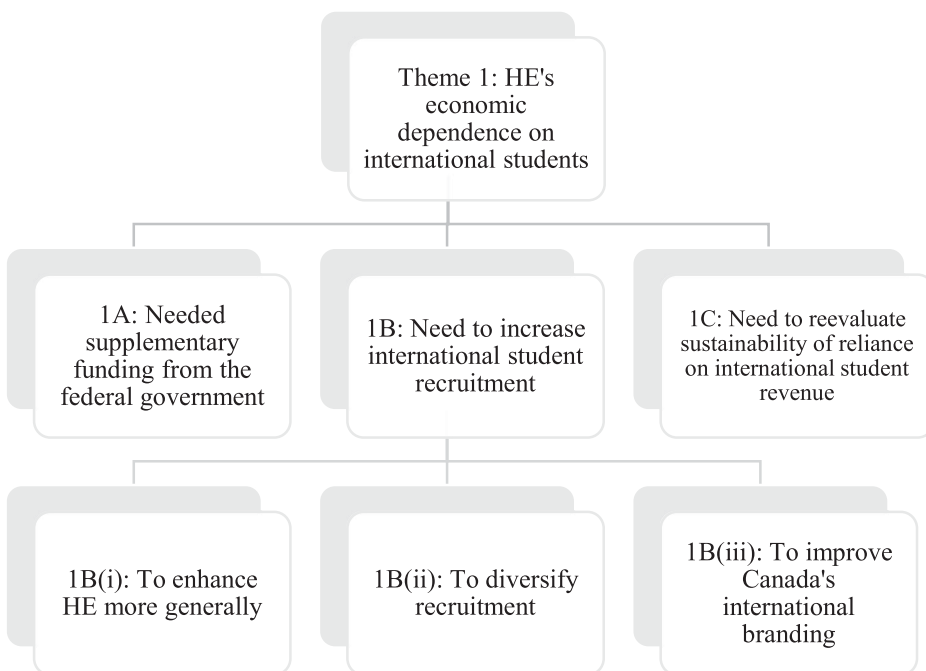 Theme 1: HE's
economic
dependence on
international students
1A: Needed
supplementary
funding from the
federal government
1B: Need to increase
international student
recruitment
1C: Need to reevaluate
sustainability of reliance
on international student
revenue
1B(i): To enhance
HE more generally
1B(ii): To diversify
recruitment
1B(iii): To improve
Canada's
international
branding